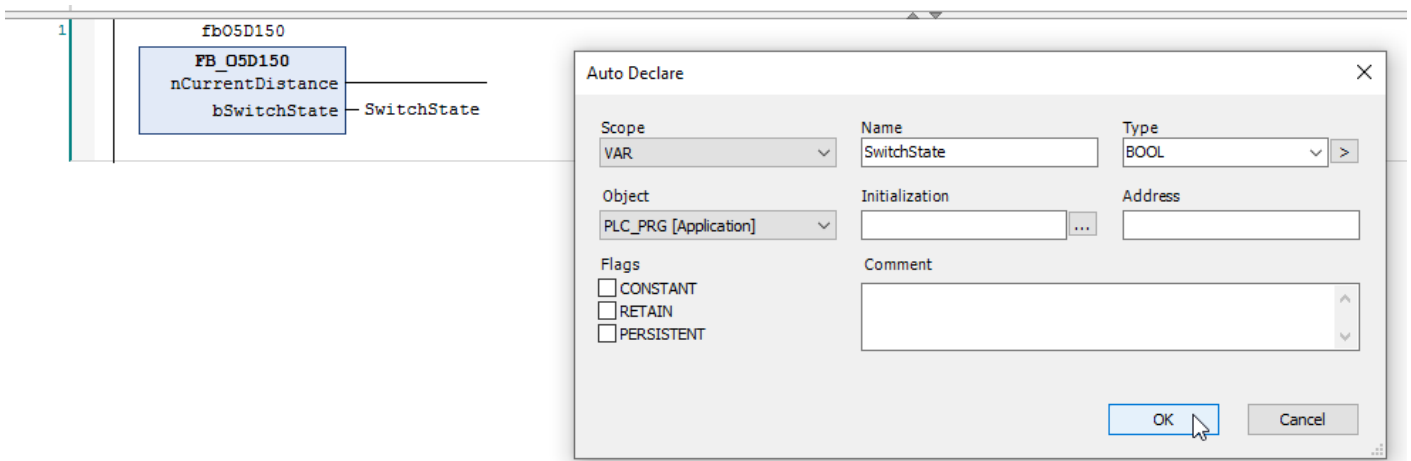 1
fbO5D150
FB_O5D150
nCurrentDistance
bSwitchState SwitchState
Auto Declare
Scope Name Type
VAR SwitchState BOOL >
Object Initialization Address
PLC_PRG [Application] ...
Flags Comment
CONSTANT
RETAIN
PERSISTENT
OK Cancel